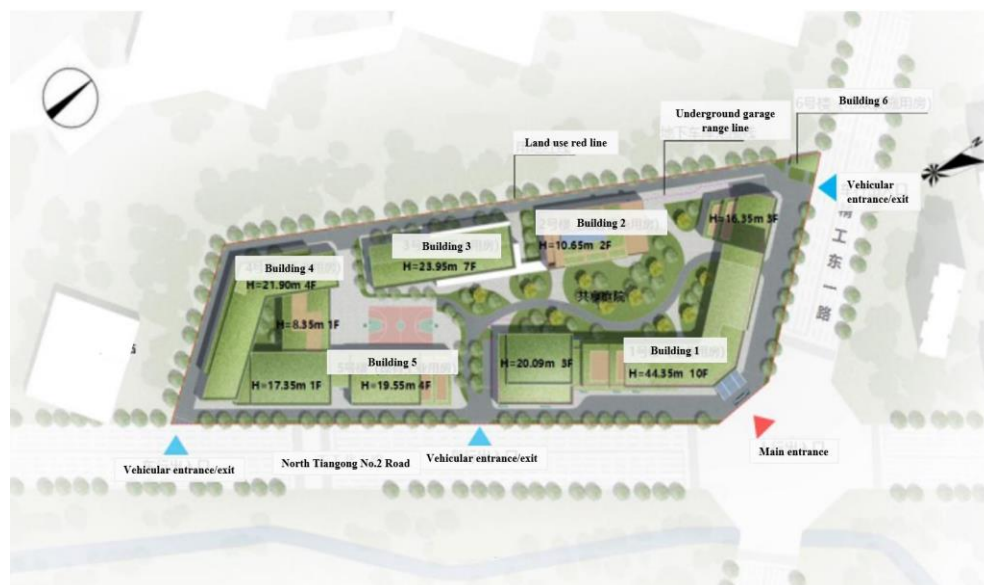 Building 6
Underground garage
range line
Land use red line
N
Vehicular
entrance/exit
H=16.35m 3F
Building 2
H=10.65m 2F
Building 3
H=23.95m 7F
Building 4
H=21.90m 4F
工东一路
H=8.35m 1F
Building 1
H=44.35m 10F
H=20.09m 3F
Building 5
H=17.35m 1F
H=19.55m 4F
Main entrance
Vehicular entrance/exit
North Tiangong No.2 Road
Vehicular entrance/exit